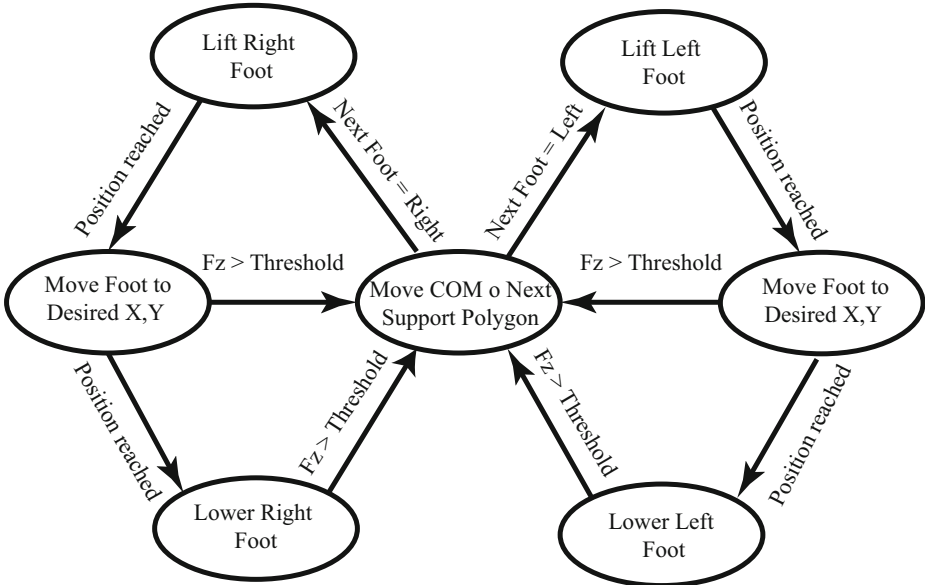 Lift Right
Foot
Lift Left
Foot
Position reached
Next Foot = Right
Next Foot = Left
Position reached
Move Foot to
Desired X,Y
Fz > Threshold
Move COM o Next
Support Polygon
Fz > Threshold
Move Foot to
Desired X,Y
Position reached
Fz > Threshold
Fz > Threshold
Position reached
Lower Right
Foot
Lower Left
Foot